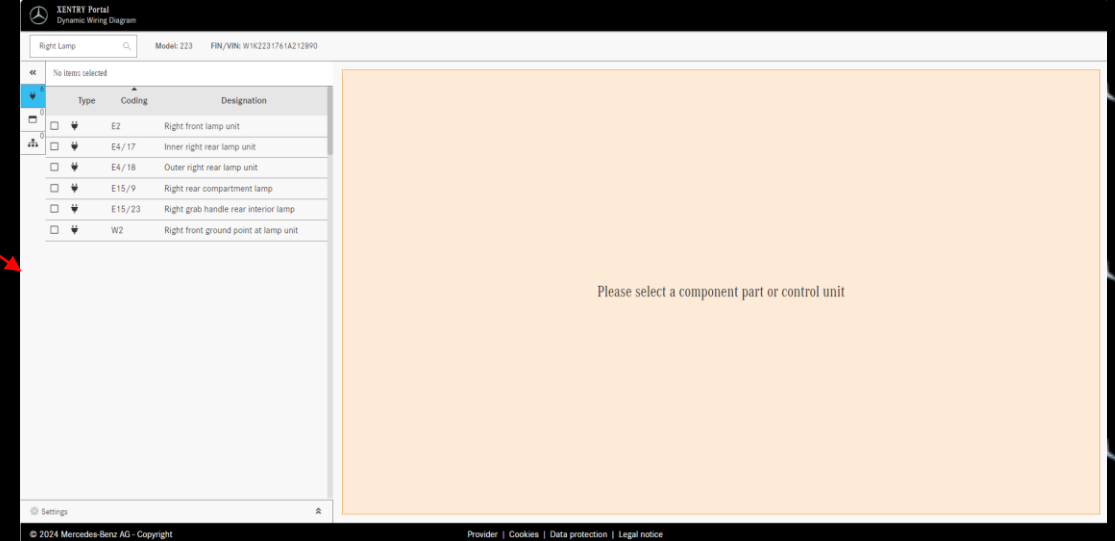 XENTRY Portal
Dynamic Wiring Diagram
Right Lamp
Model: 223 FIN/VIN: W1K2231761A212890
No items selected
6
0
0
Type Coding Designation
E2 Right front lamp unit
E4/17 Inner right rear lamp unit
E4/18 Outer right rear lamp unit
E15/9 Right rear compartment lamp
E15/23 Right grab handle rear interior lamp
W2 Right front ground point at lamp unit
Please select a component part or control unit
Settings
© 2024 Mercedes-Benz AG - Copyright
Provider | Cookies | Data protection | Legal notice